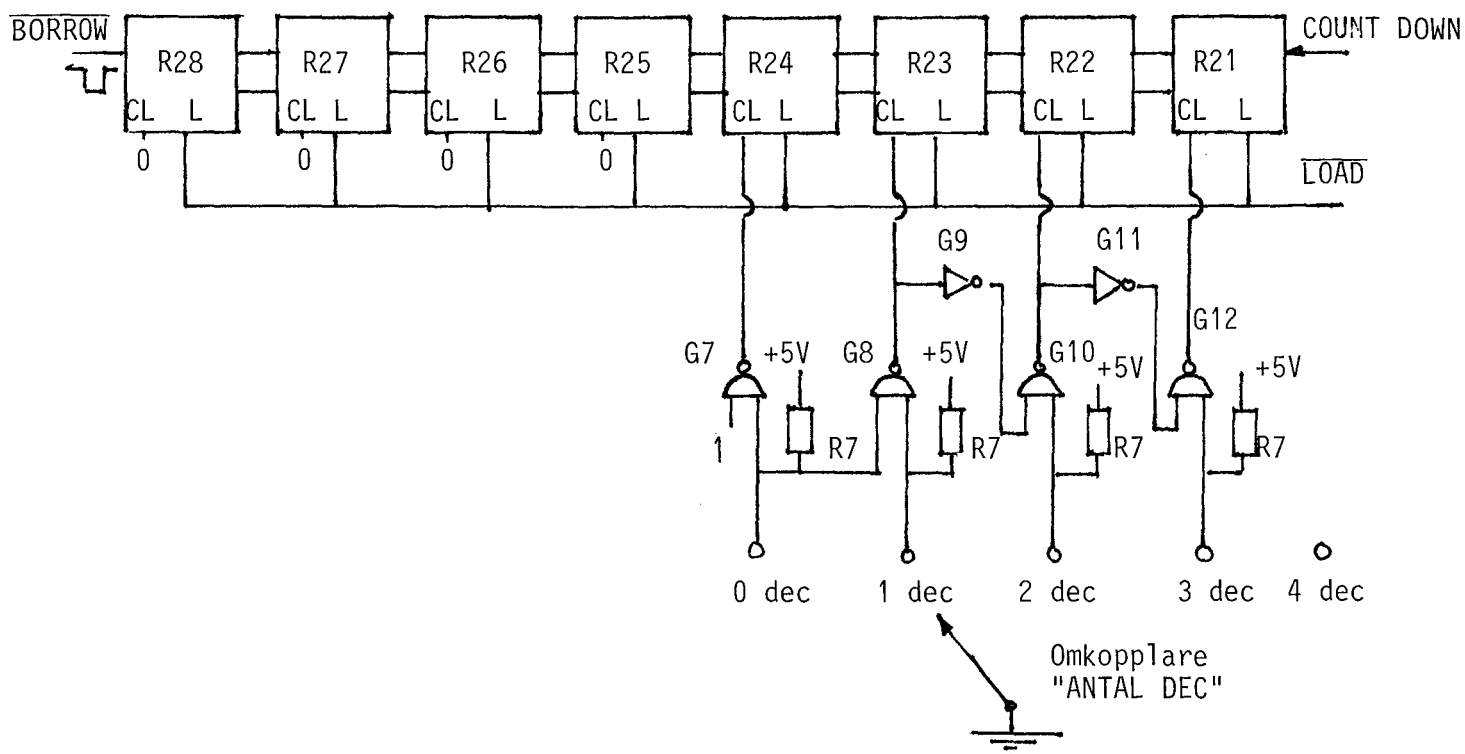 BORROW
COUNT DOWN
R28 R27 R26 R25 R24 R23 R22 R21
CL L CL L CL L CL L CL L CL L CL L CL L
0 0 0 0
LOAD
G9 G11
G12
G7 +5V G8 +5V G10 +5V +5V
1 R7 R7 R7 R7
0 dec 1 dec 2 dec 3 dec 4 dec
Omkopplare
"ANTAL DEC"